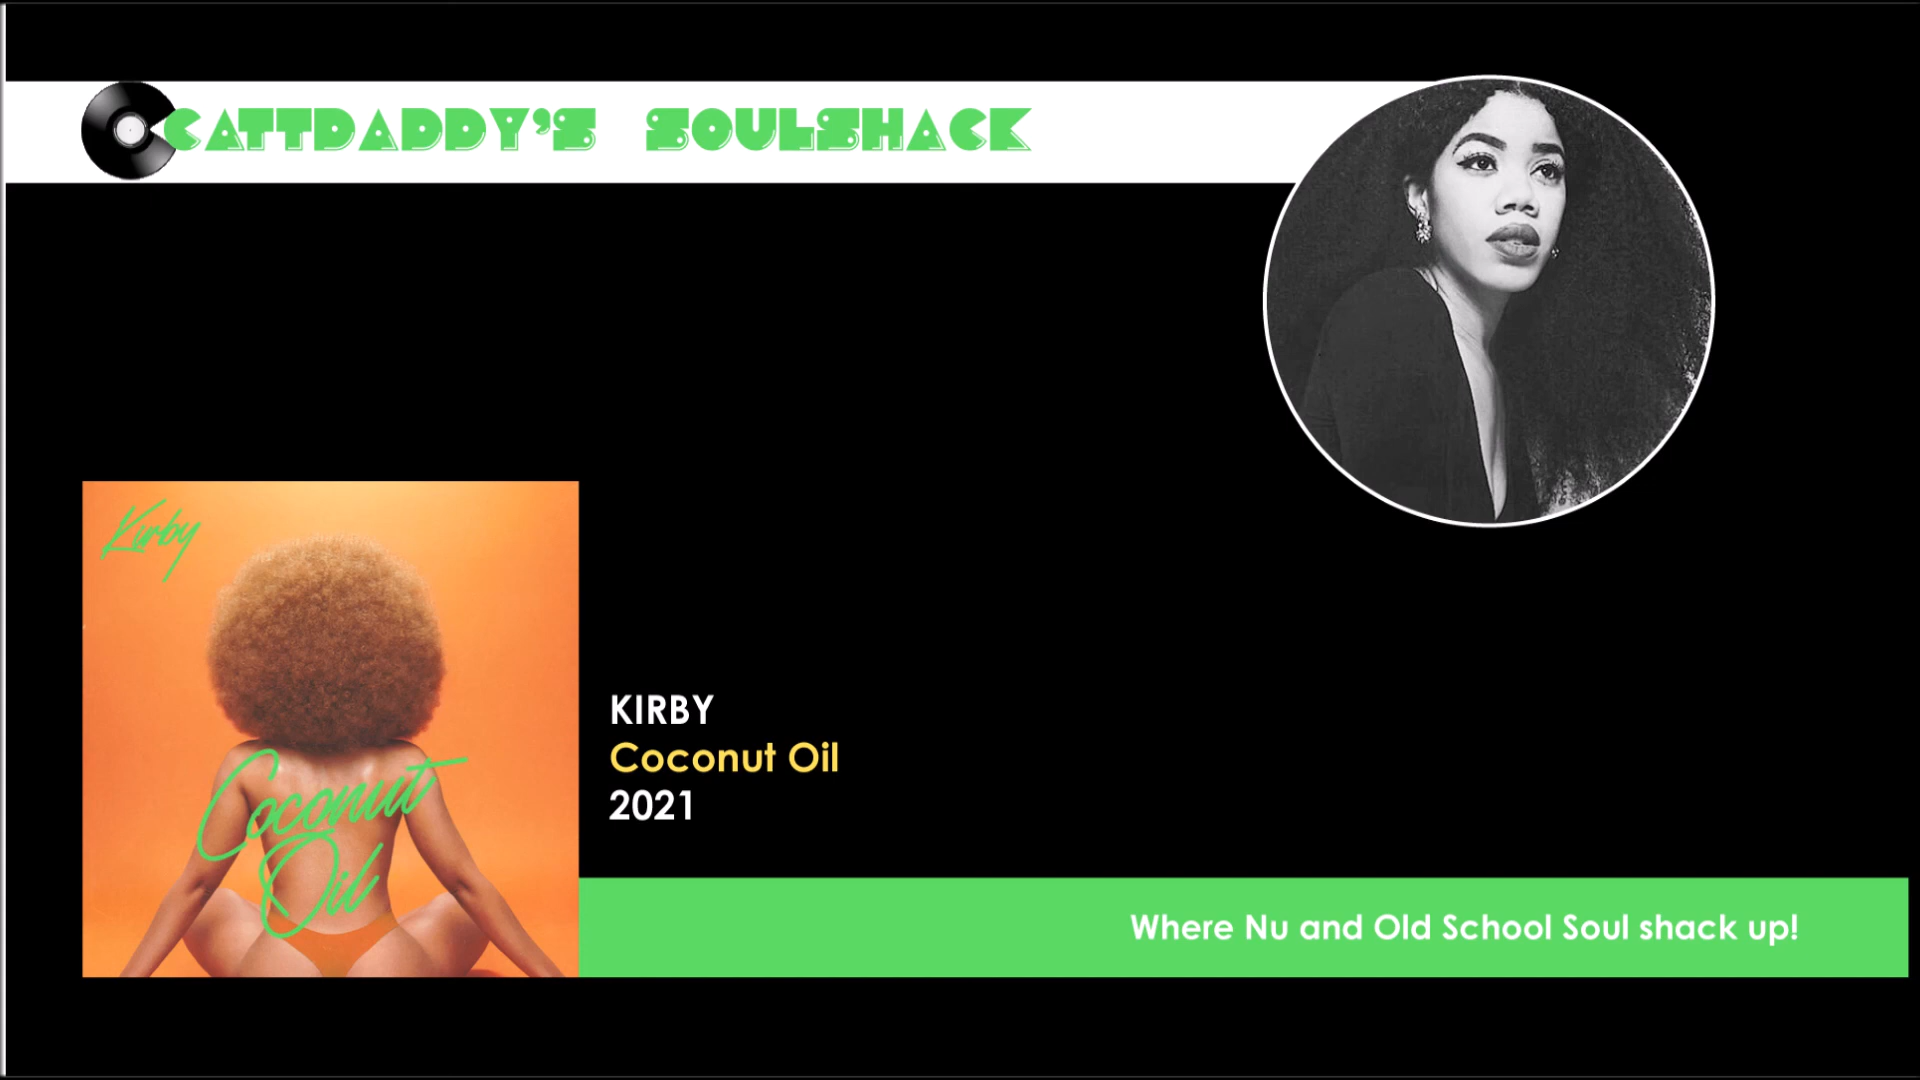 CATTDADDY'S SOULSHACK
Kirby
Coconut
Oil
KIRBY
Coconut Oil
2021
Where Nu and Old School Soul shack up!